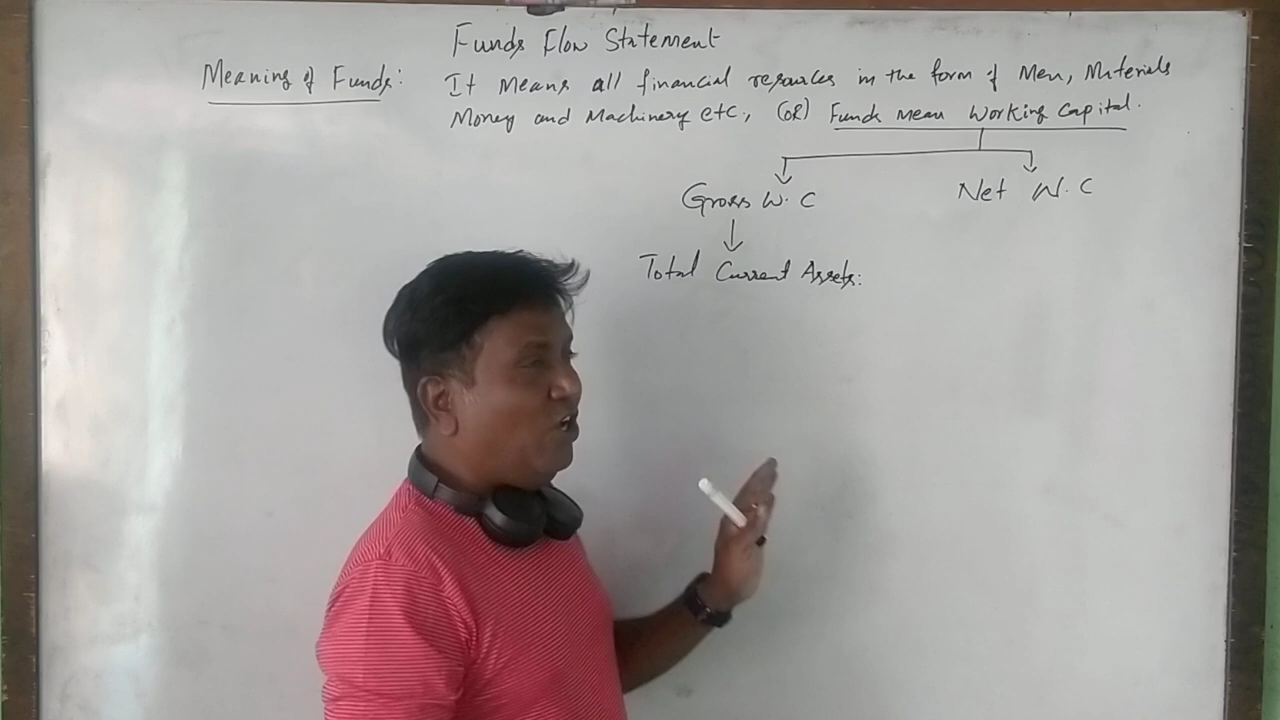 Funds Flow Statement
Meaning of Funds: It Means all financial resources in the form of Men, Materials
Money and Machinery etc., (OR) Funds mean Working Capital.
Gross W.C Net W.C
Total Current Assets: